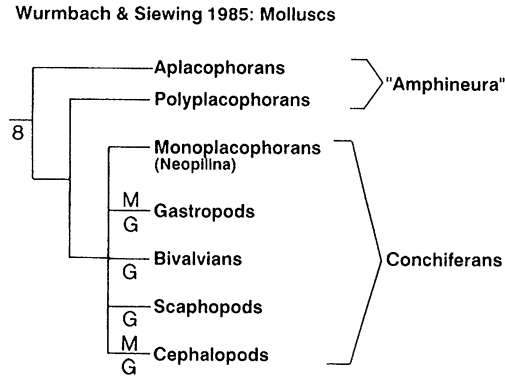 Wurmbach & Siewing 1985: Molluscs
Aplacophorans
"Amphineura"
Polyplacophorans
8
Monoplacophorans
(Neopilina)
M
Gastropods
G
Bivalvians
Conchiferans
G
Scaphopods
G
M
Cephalopods
G